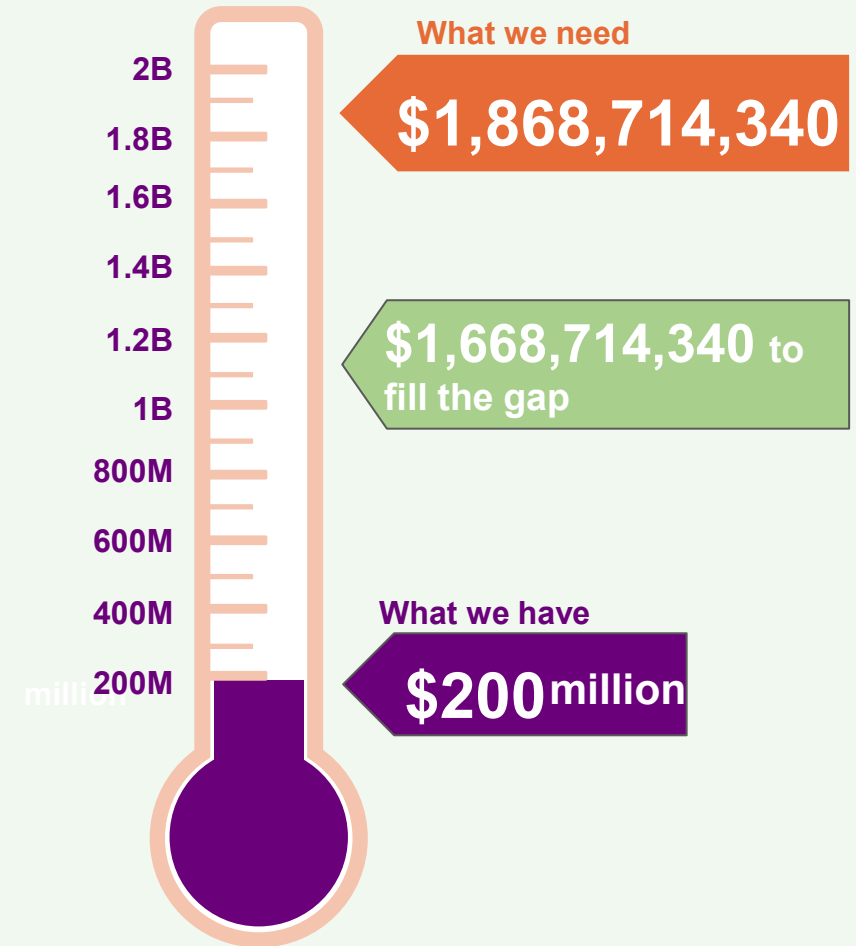 What we need
$1,868,714,340
2B
1.8B
1.6B
1.4B
$1,668,714,340 to
fill the gap
1.2B
1B
800M
600M
400M
What we have
200M
million
$200 million